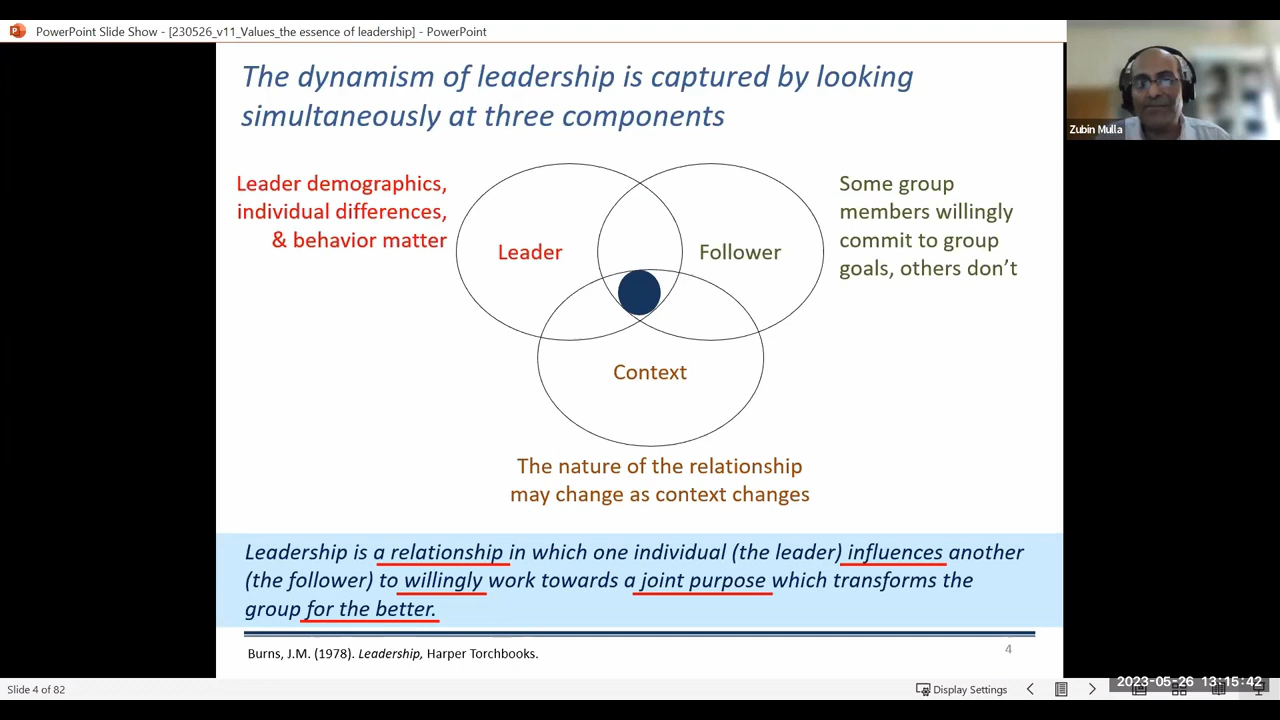 PowerPoint Slide Show - [230526_v11_Values_the essence of leadership] - PowerPoint
The dynamism of leadership is captured by looking
simultaneously at three components
Zubin Mulla
Leader demographics,
individual differences,
& behavior matter
Leader
Follower
Some group
members willingly
commit to group
goals, others don't
Context
The nature of the relationship
may change as context changes
Leadership is a relationship in which one individual (the leader) influences another
(the follower) to willingly work towards a joint purpose which transforms the
group for the better.
Burns, J.M. (1978). Leadership, Harper Torchbooks.
4
Slide 4 of 82
Display Settings
2023-05-26 13:15:42